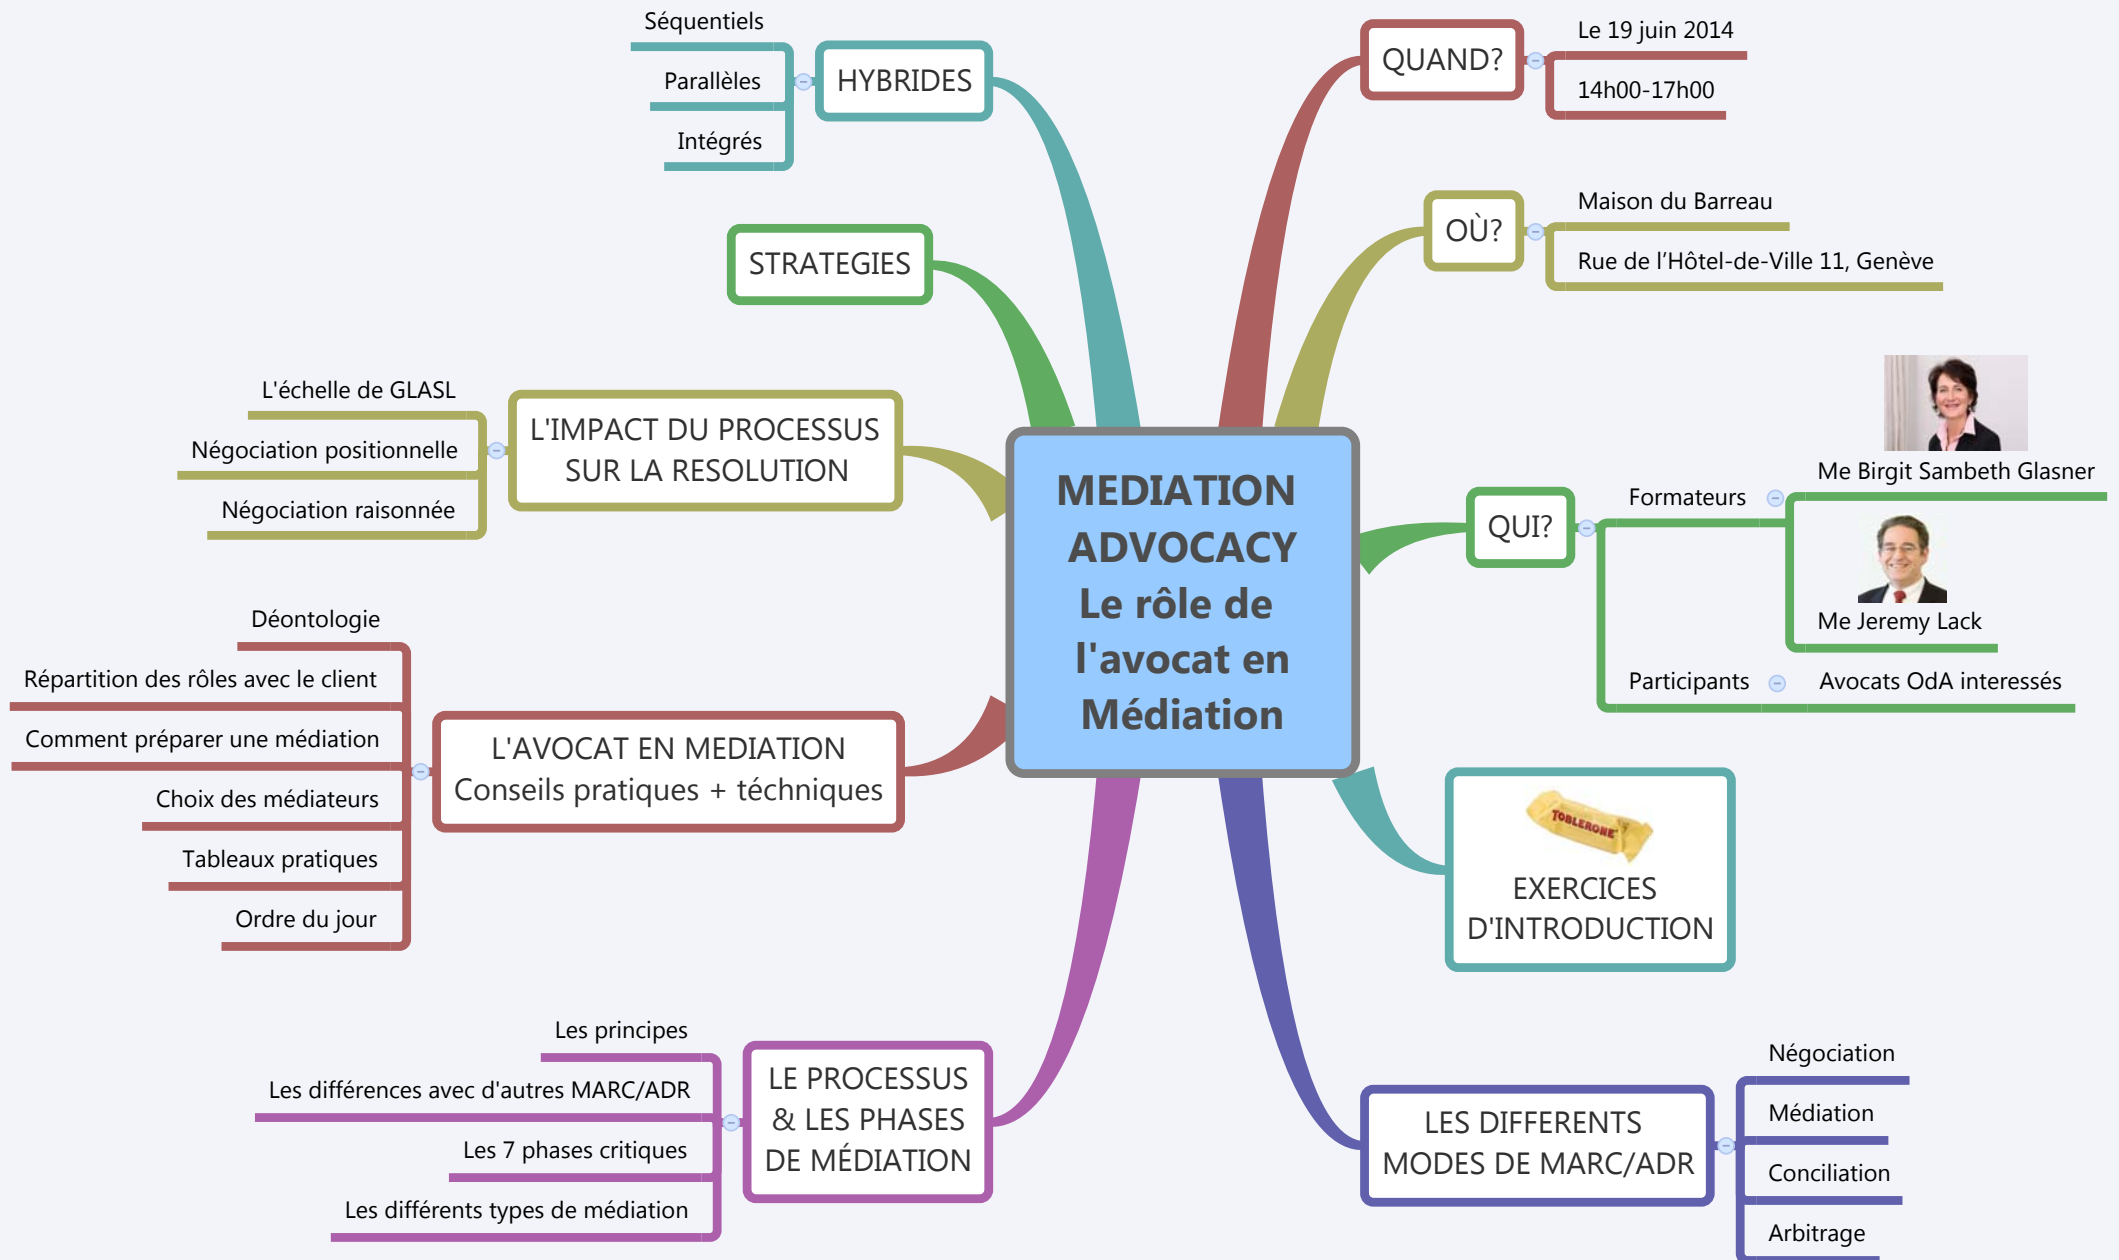 MEDIATION
ADVOCACY
Le rôle de
l'avocat en
Médiation
QUAND?
Le 19 juin 2014
14h00-17h00
OÙ?
Maison du Barreau
Rue de l'Hôtel-de-Ville 11, Genève
QUI?
Formateurs
Me Birgit Sambeth Glasner
Me Jeremy Lack
Participants
Avocats OdA interessés
TOBLERONE
EXERCICES
D'INTRODUCTION
LES DIFFERENTS
MODES DE MARC/ADR
Négociation
Médiation
Conciliation
Arbitrage
LE PROCESSUS
& LES PHASES
DE MÉDIATION
Les principes
Les différences avec d'autres MARC/ADR
Les 7 phases critiques
Les différents types de médiation
L'AVOCAT EN MEDIATION
Conseils pratiques + téchniques
Déontologie
Répartition des rôles avec le client
Comment préparer une médiation
Choix des médiateurs
Tableaux pratiques
Ordre du jour
L'IMPACT DU PROCESSUS
SUR LA RESOLUTION
L'échelle de GLASL
Négociation positionnelle
Négociation raisonnée
STRATEGIES
HYBRIDES
Séquentiels
Parallèles
Intégrés